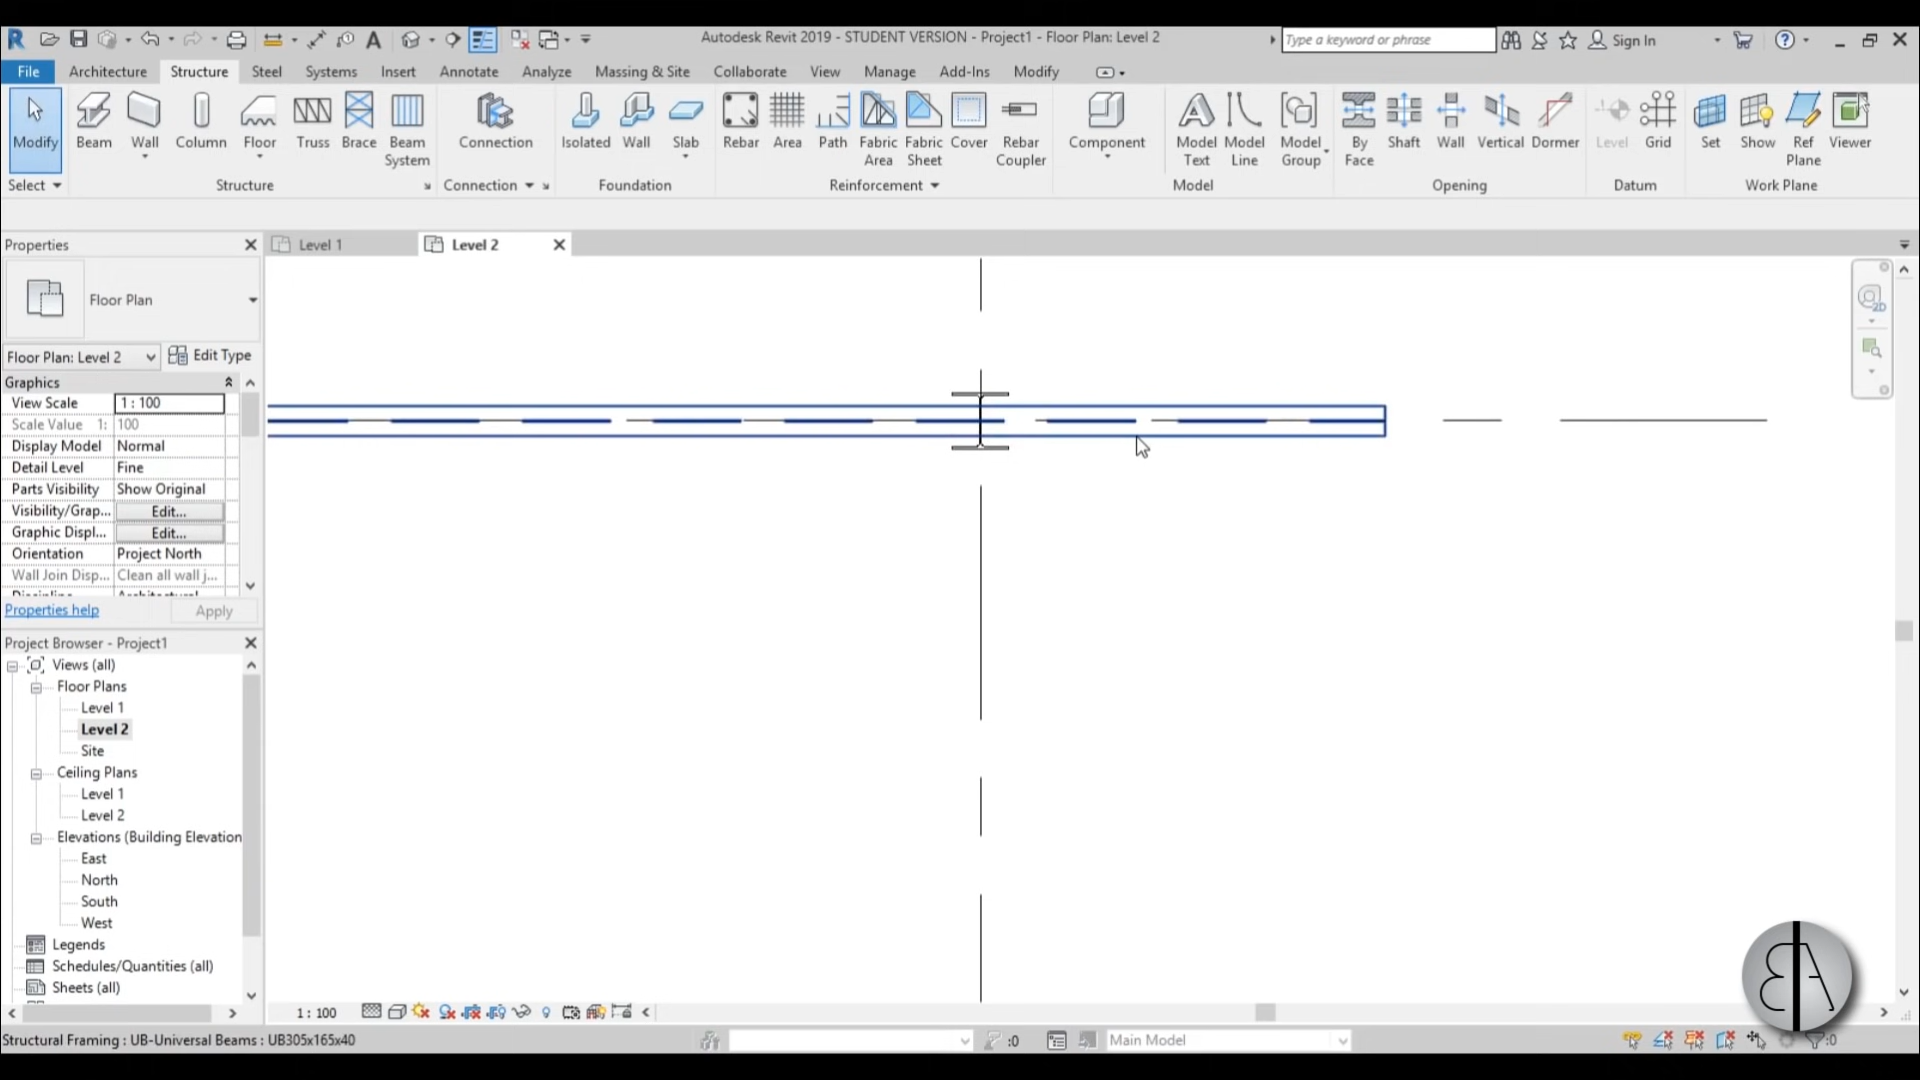 Autodesk Revit 2019 - STUDENT VERSION - Project1 - Floor Plan: Level 2
Type a keyword or phrase
Sign In
File Architecture Structure Steel Systems Insert Annotate Analyze Massing & Site Collaborate View Manage Add-Ins Modify
Modify Beam Wall Column Floor Truss Brace Beam System Connection Isolated Wall Slab Rebar Area Path Fabric Area Fabric Sheet Cover Rebar Coupler Component Model Text Model Line Model Group By Face Shaft Wall Vertical Dormer Level Grid Set Show Ref Plane Viewer
Select Structure Connection Foundation Reinforcement Model Opening Datum Work Plane
Properties
Level 1
Level 2
2D
Floor Plan
Floor Plan: Level 2 Edit Type
Graphics
View Scale 1 : 100
Scale Value 1: 100
Display Model Normal
Detail Level Fine
Parts Visibility Show Original
Visibility/Grap... Edit...
Graphic Displ... Edit...
Orientation Project North
Wall Join Disp... Clean all wall j...
Properties help Apply
Project Browser - Project1
Views (all)
Floor Plans
Level 1
Level 2
Site
Ceiling Plans
Level 1
Level 2
Elevations (Building Elevation
East
North
South
West
Legends
Schedules/Quantities (all)
Sheets (all)
1 : 100
Structural Framing : UB-Universal Beams : UB305x165x40
:0
Main Model
:0